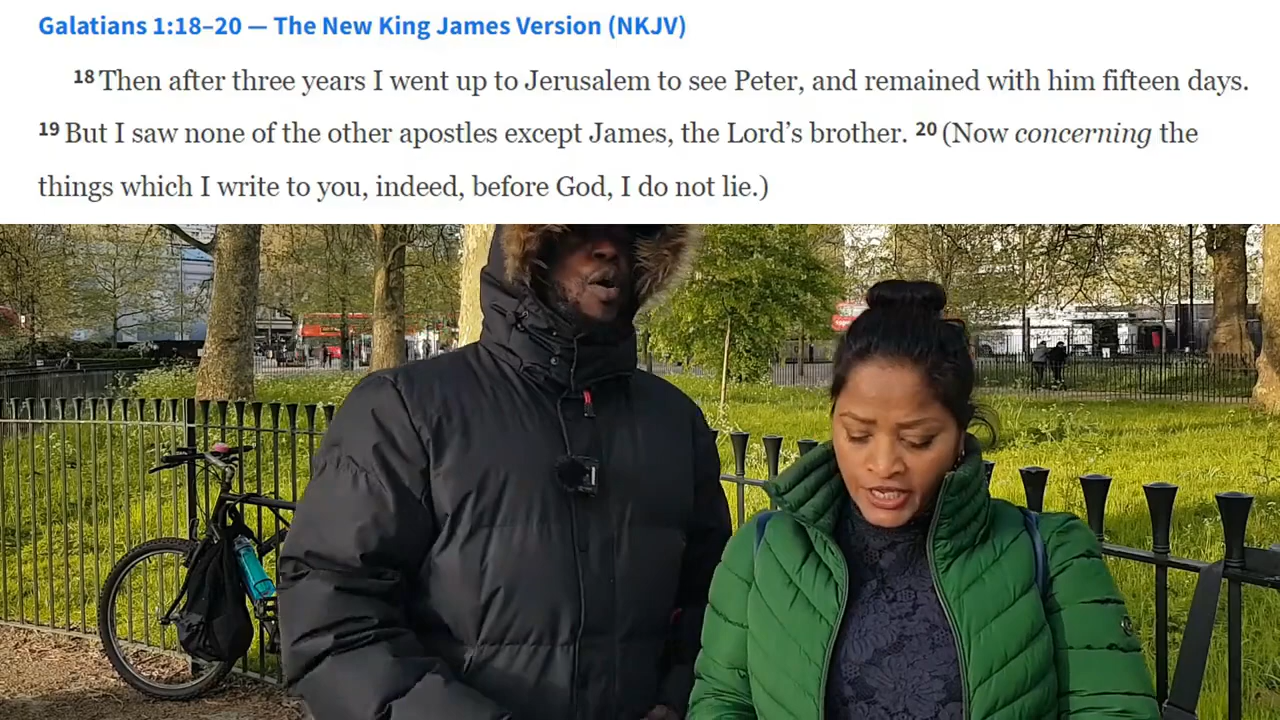 Galatians 1:18–20 — The New King James Version (NKJV)
18 Then after three years I went up to Jerusalem to see Peter, and remained with him fifteen days.
19 But I saw none of the other apostles except James, the Lord’s brother. 20 (Now concerning the
things which I write to you, indeed, before God, I do not lie.)